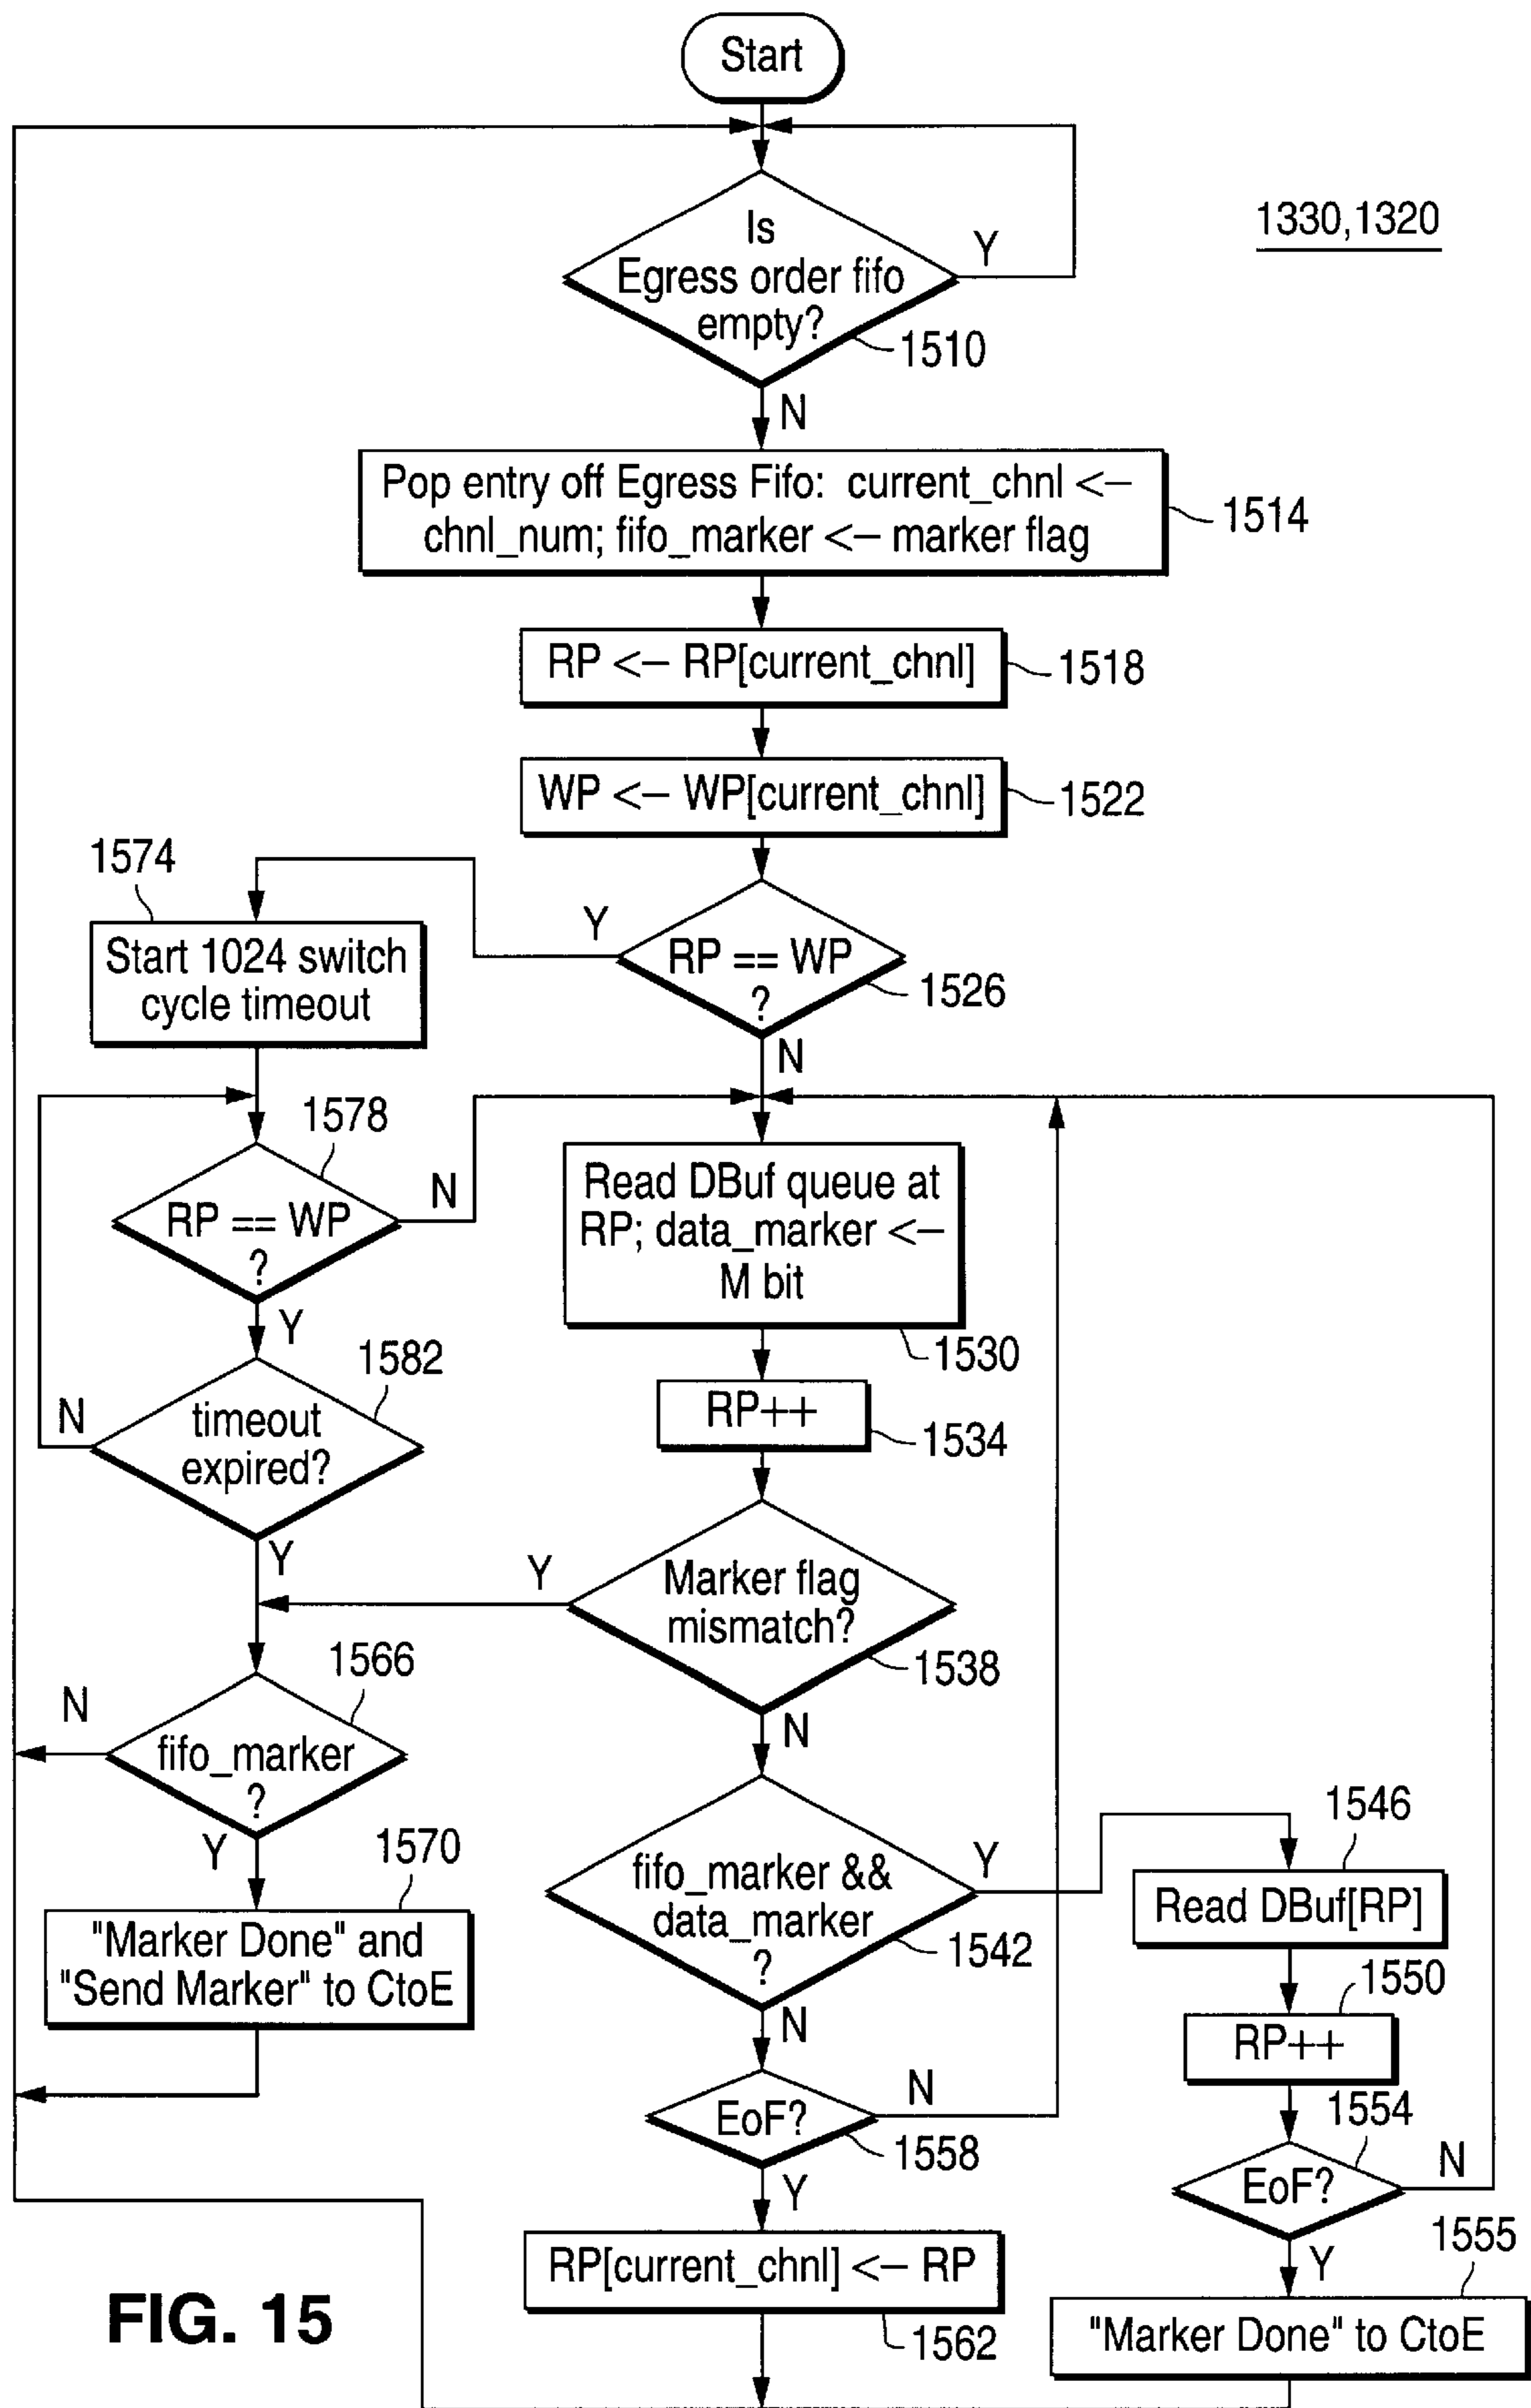 Start
1330,1320
Is
Egress order fifo
empty?
Y
1510
N
Pop entry off Egress Fifo: current_chnl <–
chnl_num; fifo_marker <– marker flag
1514
RP <– RP[current_chnl]
1518
WP <– WP[current_chnl]
1522
1574
Start 1024 switch
cycle timeout
Y
RP == WP
?
1526
N
1578
RP == WP
?
N
Y
Read DBuf queue at
RP; data_marker <–
M bit
1530
1582
timeout
expired?
N
Y
RP++
1534
Marker flag
mismatch?
Y
1538
N
1566
fifo_marker
?
N
Y
1570
"Marker Done" and
"Send Marker" to CtoE
fifo_marker &&
data_marker
?
Y
1542
N
1546
Read DBuf[RP]
1550
RP++
1554
EoF?
N
Y
EoF?
N
1558
Y
1555
"Marker Done" to CtoE
RP[current_chnl] <– RP
1562
FIG. 15